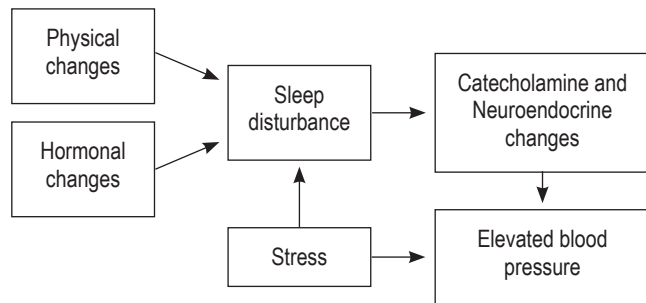 Physical
changes
Hormonal
changes
Sleep
disturbance
Stress
Catecholamine and
Neuroendocrine
changes
Elevated blood
pressure